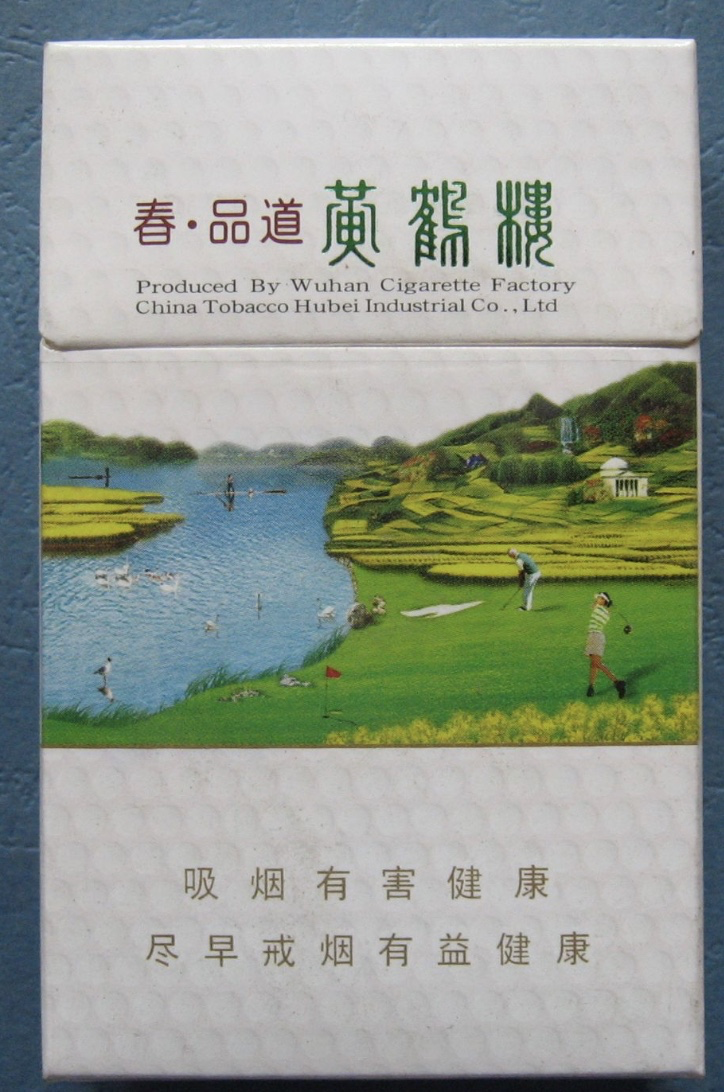 春·品道 黄鶴樓
Produced By Wuhan Cigarette Factory
China Tobacco Hubei Industrial Co.,Ltd
吸烟有害健康
尽早戒烟有益健康